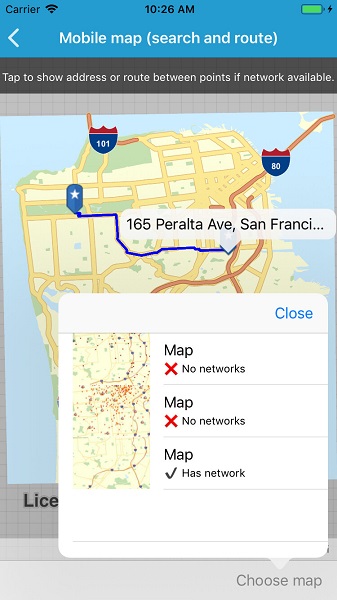 Carrier 10:26 AM
Mobile map (search and route)
Tap to show address or route between points if network available.
101
80
165 Peralta Ave, San Franci...
Close
Map
No networks
Map
No networks
Map
Has network
Lice
Choose map